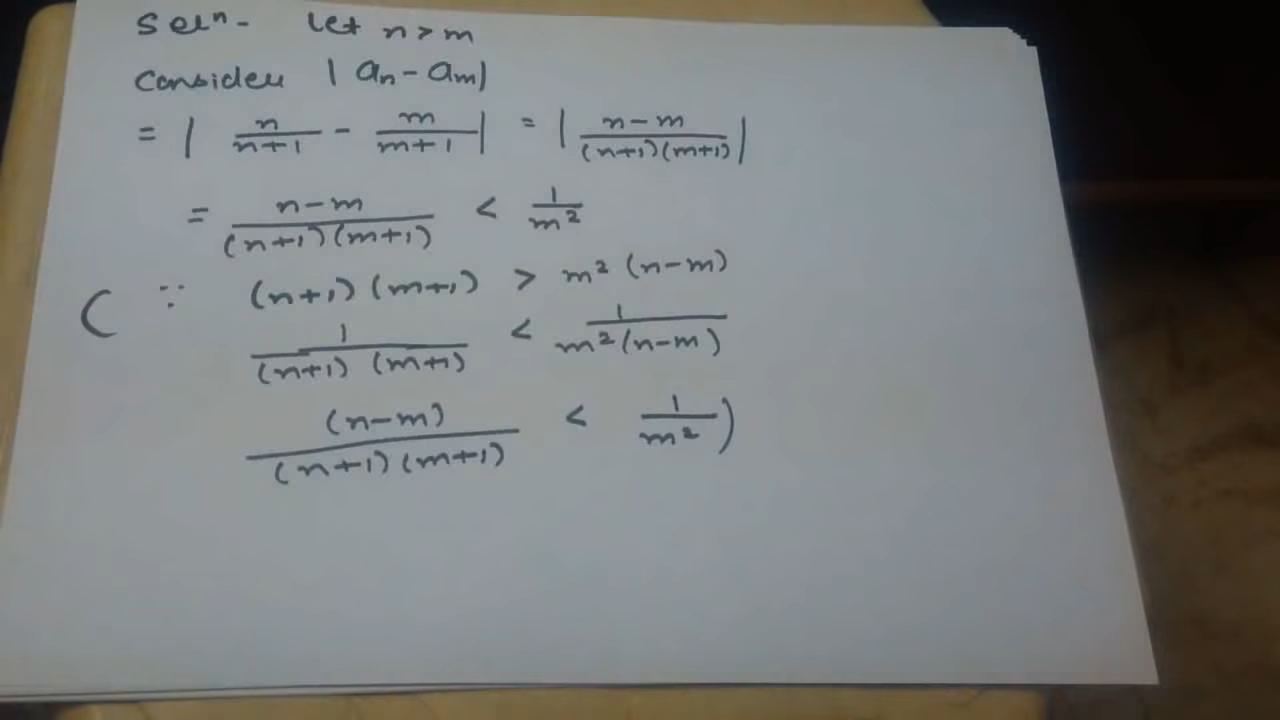 Solⁿ- Let n>m
Consider | aₙ - aₘ|
= | n/(n+1) - m/(m+1) | = | (n-m)/((n+1)(m+1)) |
= (n-m)/((n+1)(m+1)) < 1/m²
( ∵ (n+1) (m+1) > m² (n-m)
1/((n+1) (m+1)) < 1/(m² (n-m))
(n-m)/((n+1) (m+1)) < 1/m² )